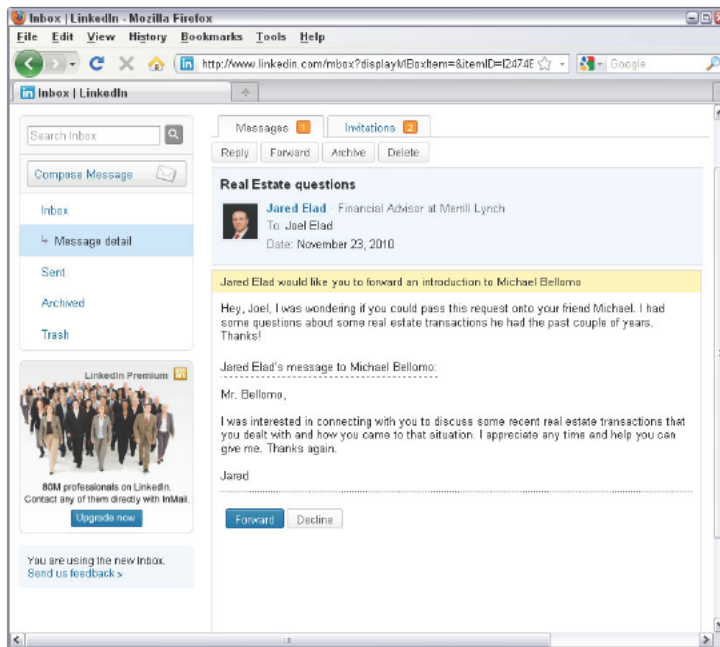 Inbox | LinkedIn - Mozilla Firefox
File Edit View History Bookmarks Tools Help
http://www.linkedin.com/mbox?displayMBoxItem=&itemID=I2474E
Google
Inbox | LinkedIn
Search Inbox
Compose Message
Inbox
Message detail
Sent
Archived
Trash
LinkedIn Premium
80M professionals on LinkedIn.
Contact any of them directly with InMail.
Upgrade now
You are using the new Inbox.
Send us feedback >
Messages 1 Invitations 2
Reply Forward Archive Delete
Real Estate questions
Jared Elad - Financial Advisor at Merrill Lynch
To: Joel Elad
Date: November 23, 2010
Jared Elad would like you to forward an introduction to Michael Bellomo
Hey, Joel, I was wondering if you could pass this request onto your friend Michael. I had
some questions about some real estate transactions he had the past couple of years.
Thanks!
Jared Elad's message to Michael Bellomo:
Mr. Bellomo,
I was interested in connecting with you to discuss some recent real estate transactions that
you dealt with and how you came to that situation. I appreciate any time and help you can
give me. Thanks again.
Jared
Forward Decline